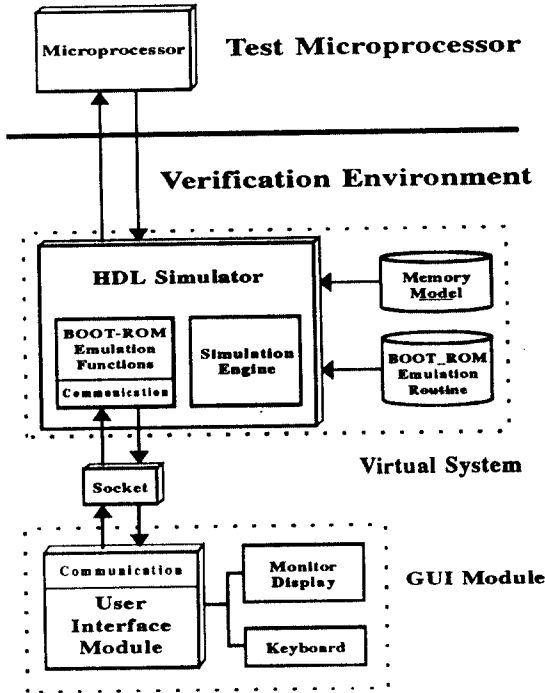 Microprocessor
Test Microprocessor
Verification Environment
HDL Simulator
BOOT-ROM
Emulation
Functions
Communication
Simulation
Engine
Memory
Model
BOOT_ROM
Emulation
Routine
Virtual System
Socket
Communication
User
Interface
Module
Monitor
Display
Keyboard
GUI Module